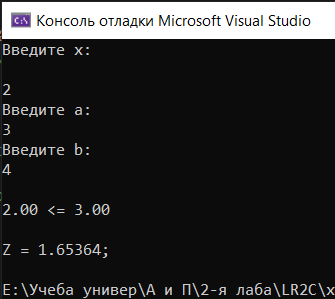 C:\ Консоль отладки Microsoft Visual Studio
Введите x:
2
Введите a:
3
Введите b:
4
2.00 <= 3.00
Z = 1.65364;
E:\Учеба универ\А и П\2-я лаба\LR2C\x